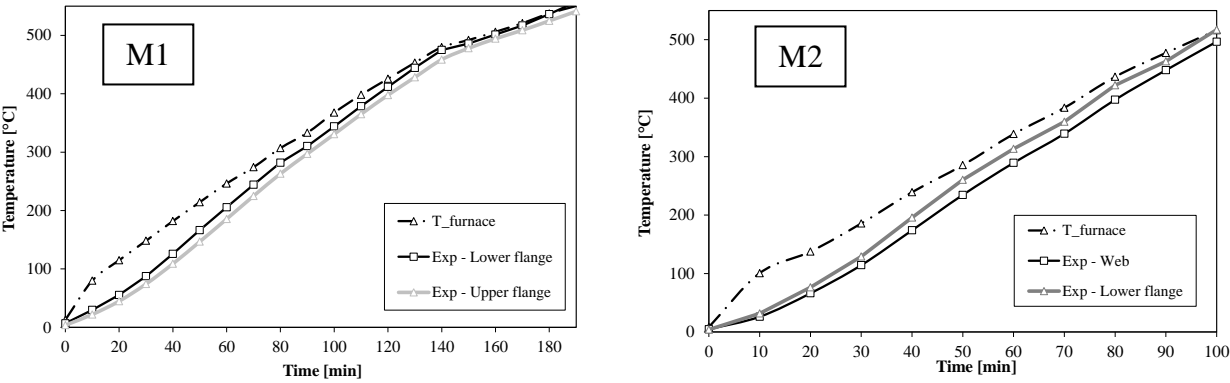 M1
Temperature [°C]
500
400
300
200
100
0
0 20 40 60 80 100 120 140 160 180
Time [min]
T_furnace
Exp - Lower flange
Exp - Upper flange
M2
Temperature [°C]
500
400
300
200
100
0
0 10 20 30 40 50 60 70 80 90 100
Time [min]
T_furnace
Exp - Web
Exp - Lower flange